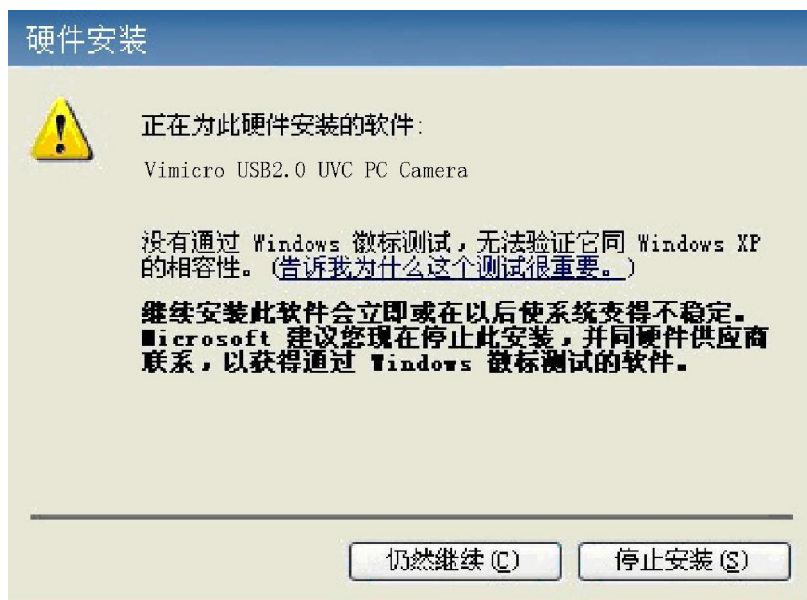 硬件安装
正在为此硬件安装的软件:
Vimicro USB2.0 UVC PC Camera
没有通过 Windows 徽标测试，无法验证它同 Windows XP
的相容性。(告诉我为什么这个测试很重要。)
继续安装此软件会立即或在以后使系统变得不稳定。
Microsoft 建议您现在停止此安装，并同硬件供应商
联系，以获得通过 Windows 徽标测试的软件。
仍然继续(C)
停止安装(S)